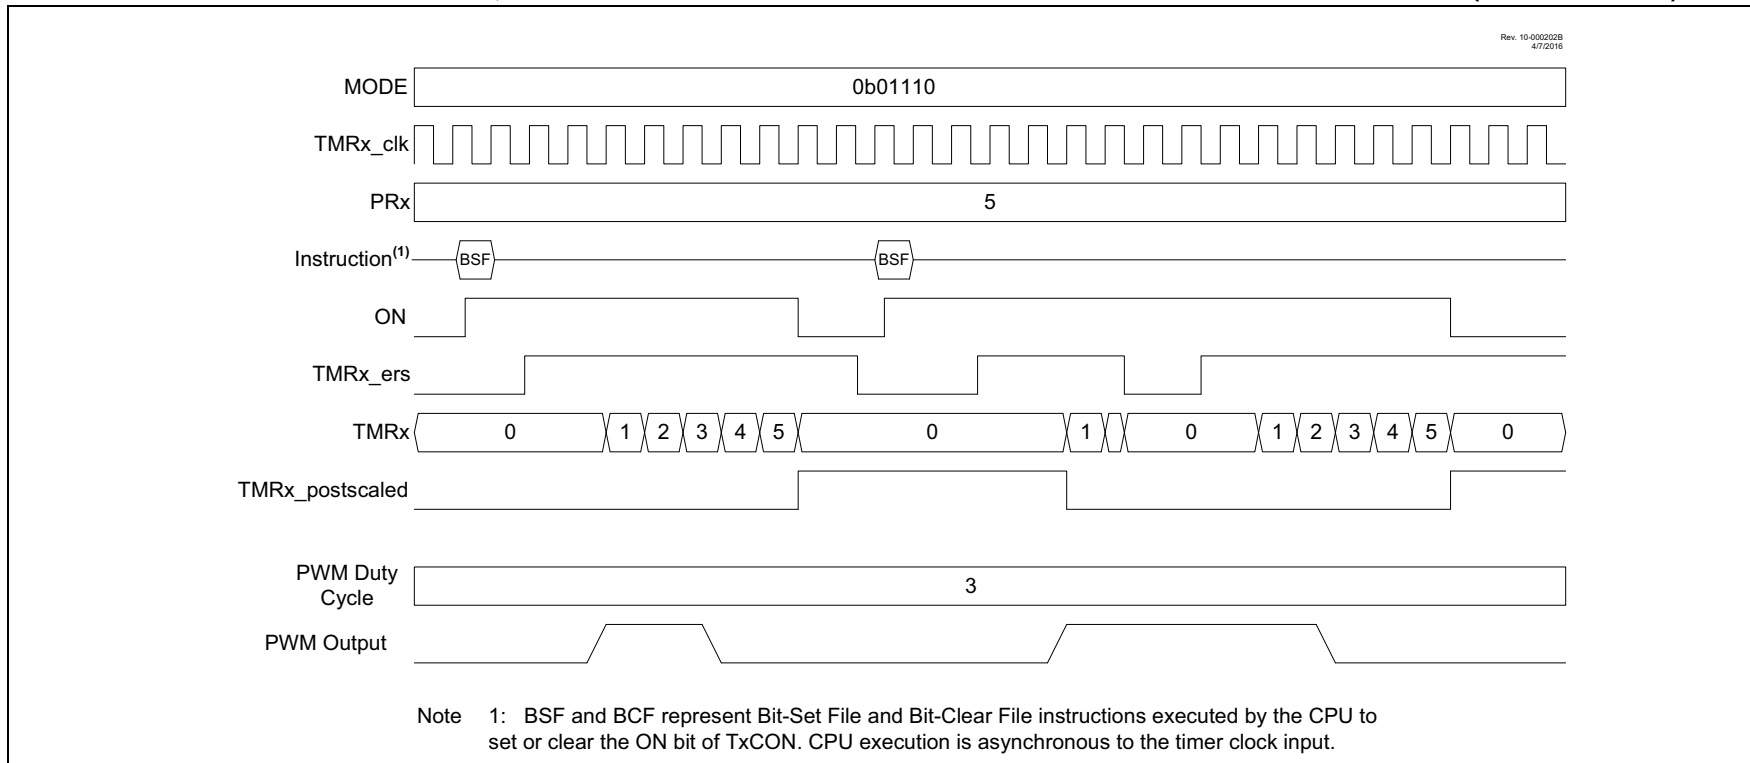 Rev. 10-000202B
4/7/2016
MODE 0b01110
TMRx_clk
PRx 5
Instruction(1) BSF BSF
ON
TMRx_ers
TMRx 0 1 2 3 4 5 0 1 0 1 2 3 4 5 0
TMRx_postscaled
PWM Duty
Cycle 3
PWM Output
Note 1: BSF and BCF represent Bit-Set File and Bit-Clear File instructions executed by the CPU to
set or clear the ON bit of TxCON. CPU execution is asynchronous to the timer clock input.